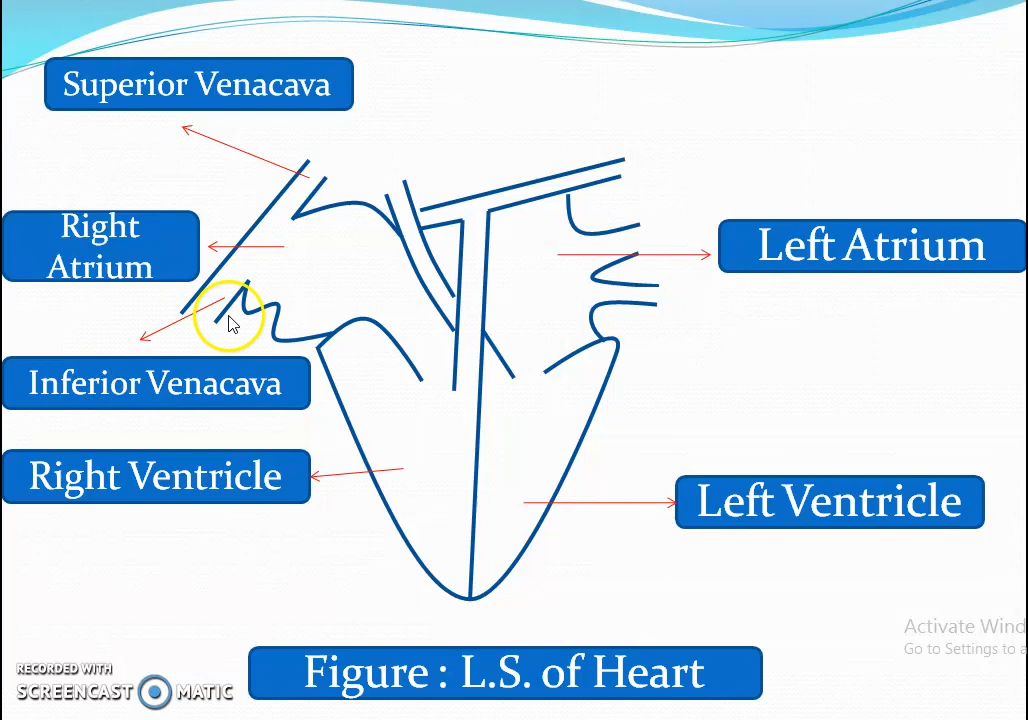 Superior Venacava
Right
Atrium
Left Atrium
Inferior Venacava
Right Ventricle
Left Ventricle
Activate Wind
Go to Settings to a
Figure : L.S. of Heart
RECORDED WITH
SCREENCAST MATIC